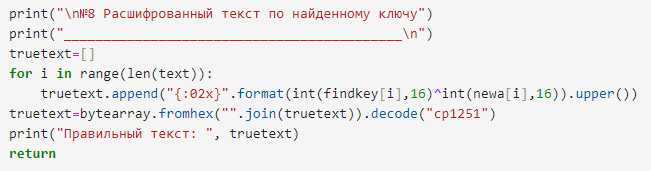 print("\n№8 Расшифрованный текст по найденному ключу")
print("___________________________________________\n")
truetext=[]
for i in range(len(text)):
    truetext.append("{:02x}".format(int(findkey[i],16)^int(newa[i],16)).upper())
truetext=bytearray.fromhex("".join(truetext)).decode("cp1251")
print("Правильный текст: ", truetext)
return